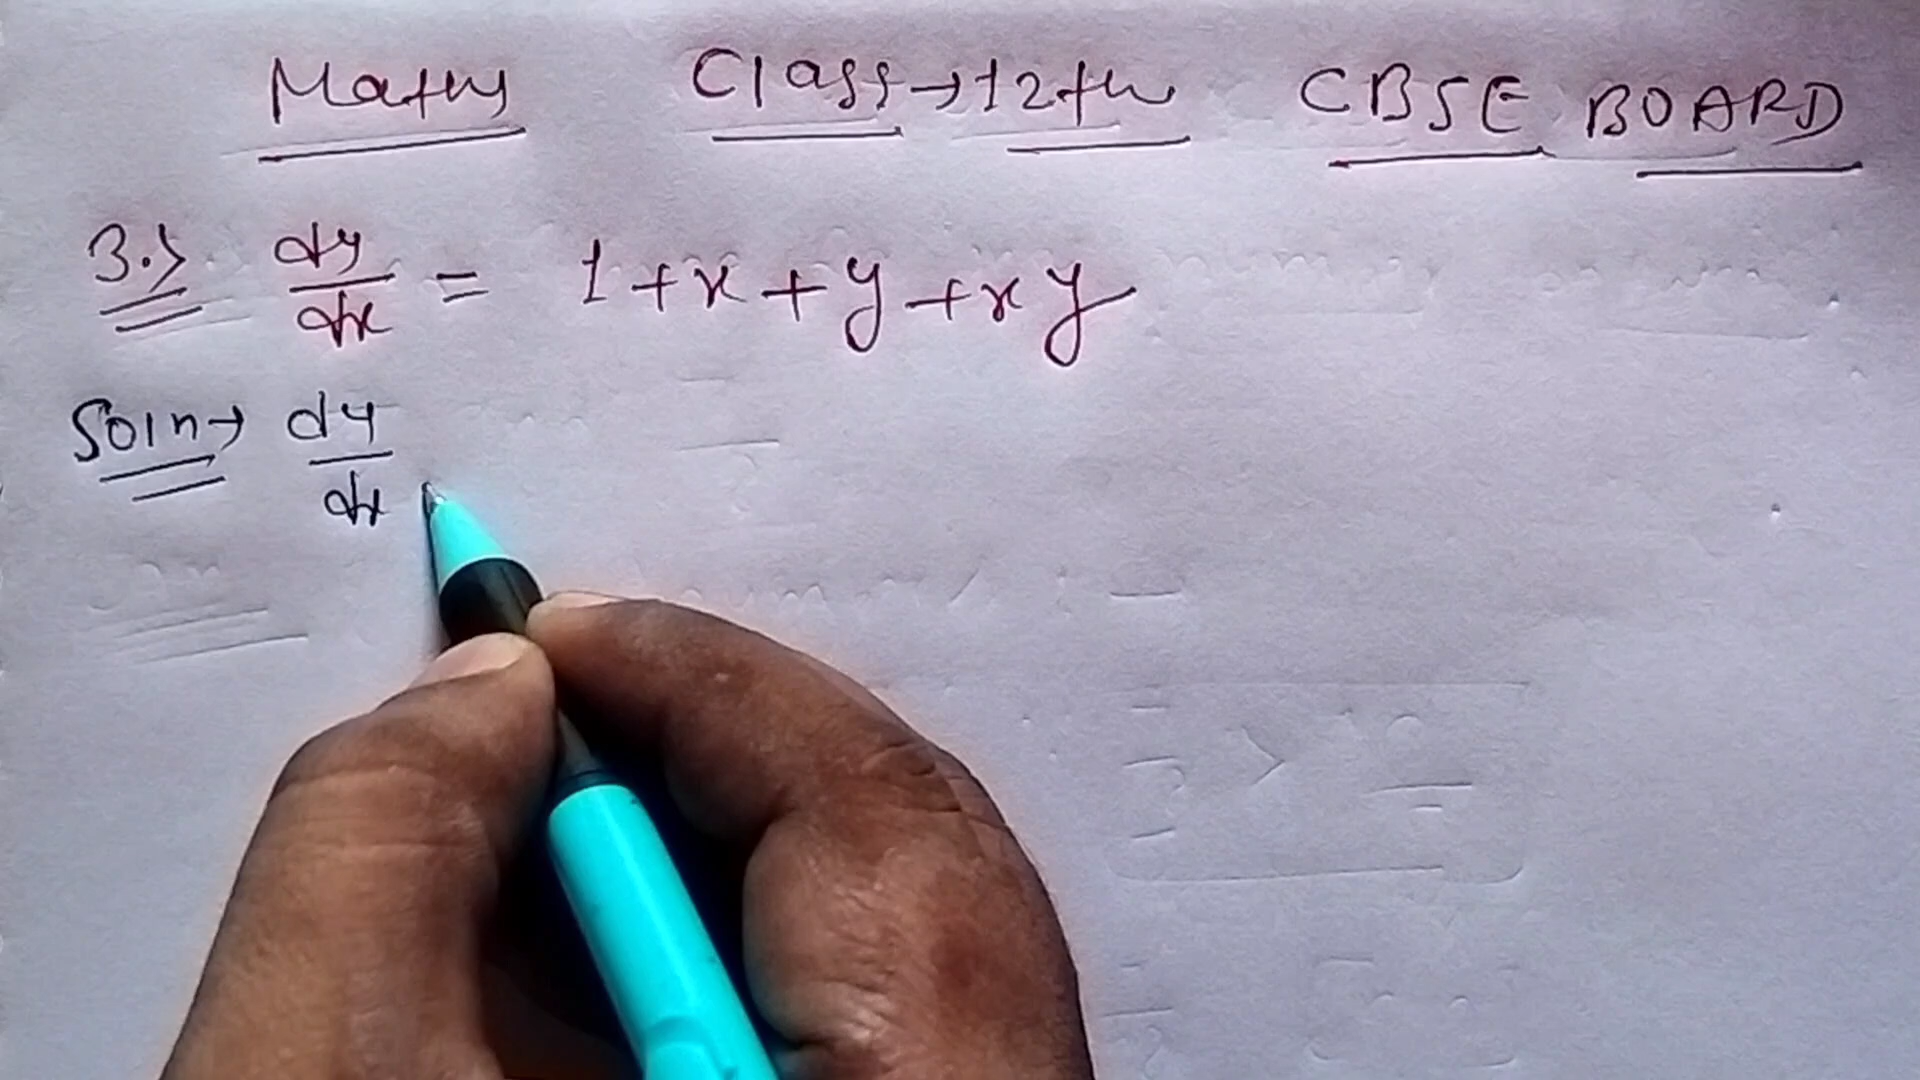 Maths Class→12th CBSE BOARD
3.> dy/dx = 1+x+y+xy
Soln→ dy/dx